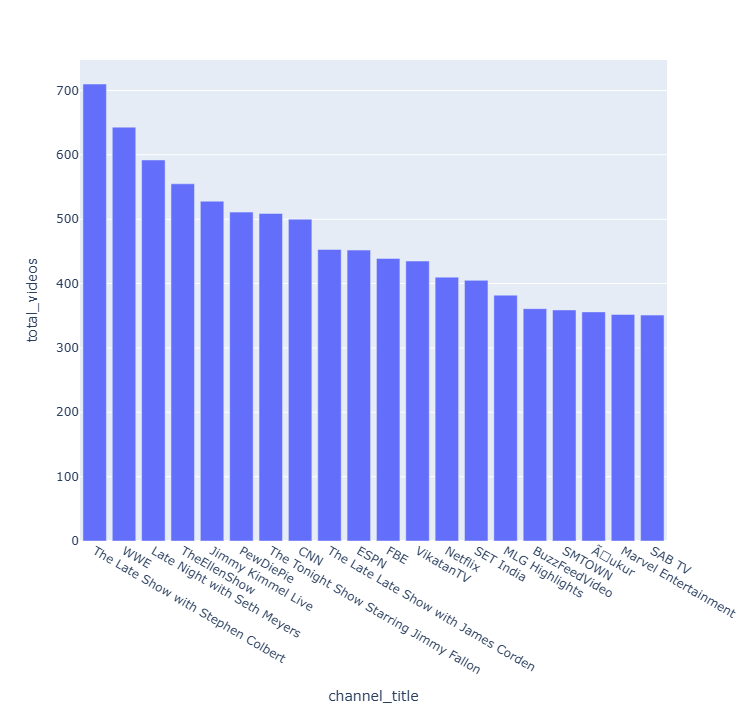 700
600
500
400
300
200
100
0
total_videos
The Late Show with Stephen Colbert
WWE
Late Night with Seth Meyers
TheEllenShow
Jimmy Kimmel Live
PewDiePie
The Tonight Show Starring Jimmy Fallon
CNN
The Late Late Show with James Corden
ESPN
FBE
VikatanTV
Netflix
SET India
MLG Highlights
BuzzFeedVideo
SMTOWN
Ã□ukur
Marvel Entertainment
SAB TV
channel_title